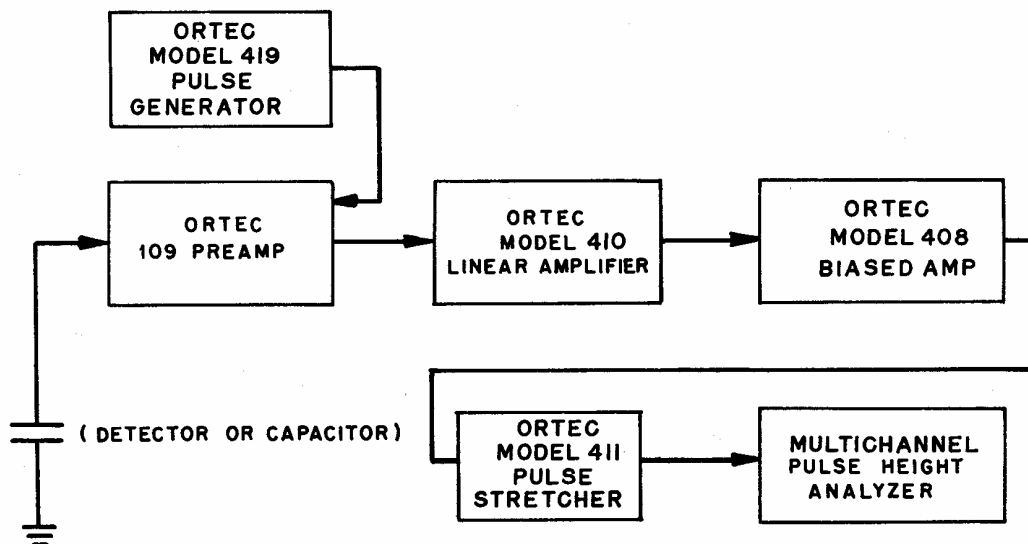 ORTEC
MODEL 419
PULSE
GENERATOR
ORTEC
109 PREAMP
ORTEC
MODEL 410
LINEAR AMPLIFIER
ORTEC
MODEL 408
BIASED AMP
( DETECTOR OR CAPACITOR )
ORTEC
MODEL 411
PULSE
STRETCHER
MULTICHANNEL
PULSE HEIGHT
ANALYZER